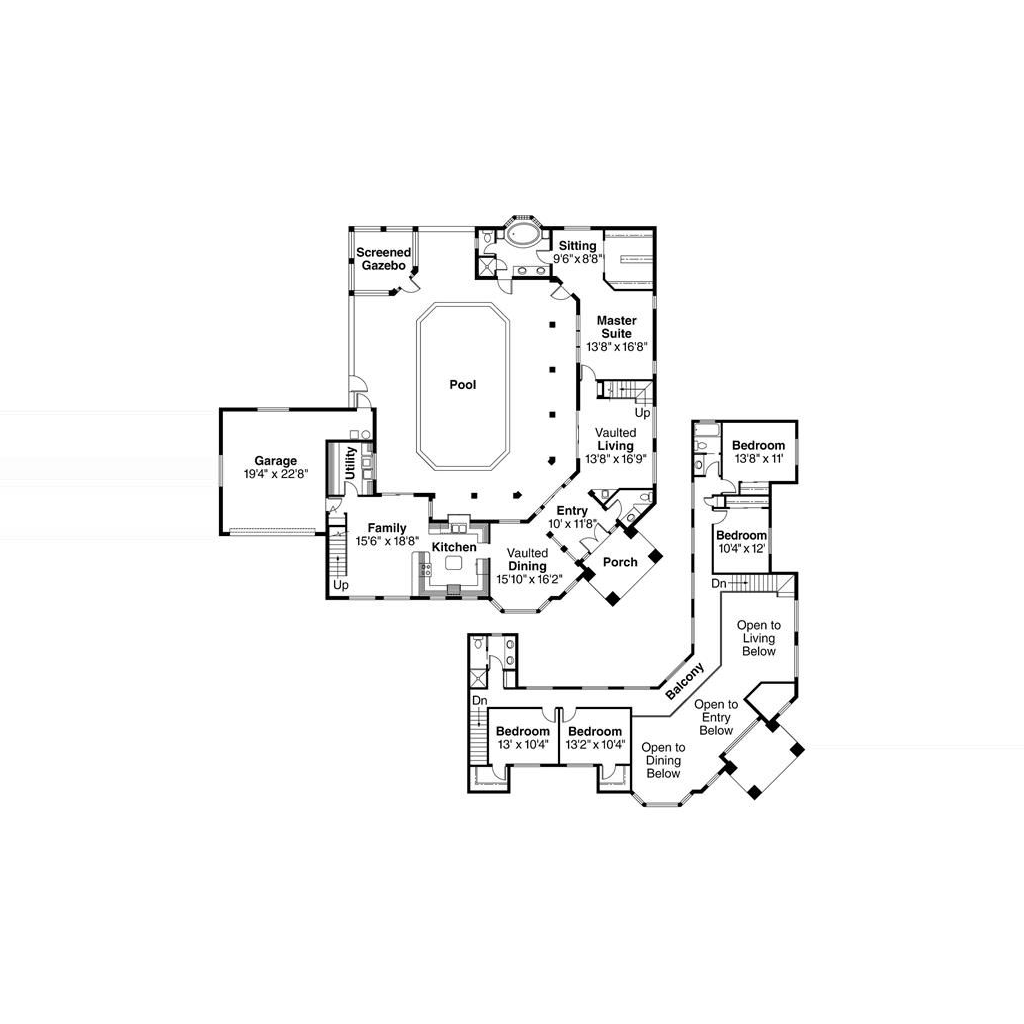 Screened
Gazebo
Sitting
9'6" x 8'8"
Master
Suite
13'8" x 16'8"
Pool
Up
Vaulted
Living
13'8" x 16'9"
Garage
19'4" x 22'8"
Utility
Family
15'6" x 18'8"
Kitchen
Entry
10' x 11'8"
Vaulted
Dining
15'10" x 16'2"
Porch
Up
Bedroom
13'8" x 11'
Bedroom
10'4" x 12'
Dn
Open to
Living
Below
Balcony
Open to
Entry
Below
Open to
Dining
Below
Dn
Bedroom
13' x 10'4"
Bedroom
13'2" x 10'4"